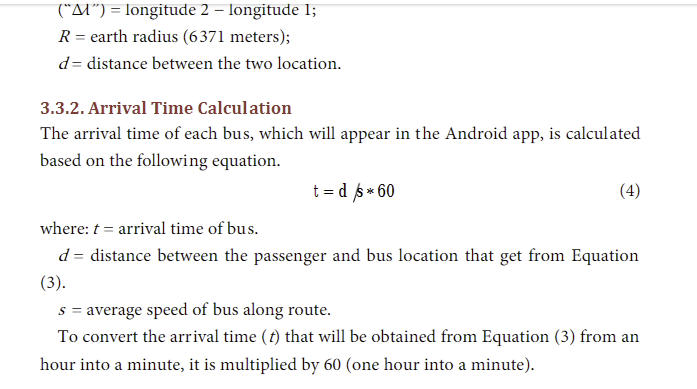 ("Δλ") = longitude 2 – longitude 1;
R = earth radius (6371 meters);
d = distance between the two location.
3.3.2. Arrival Time Calculation
The arrival time of each bus, which will appear in the Android app, is calculated
based on the following equation.
t = d /s * 60 (4)
where: t = arrival time of bus.
d = distance between the passenger and bus location that get from Equation
(3).
s = average speed of bus along route.
To convert the arrival time (t) that will be obtained from Equation (3) from an
hour into a minute, it is multiplied by 60 (one hour into a minute).